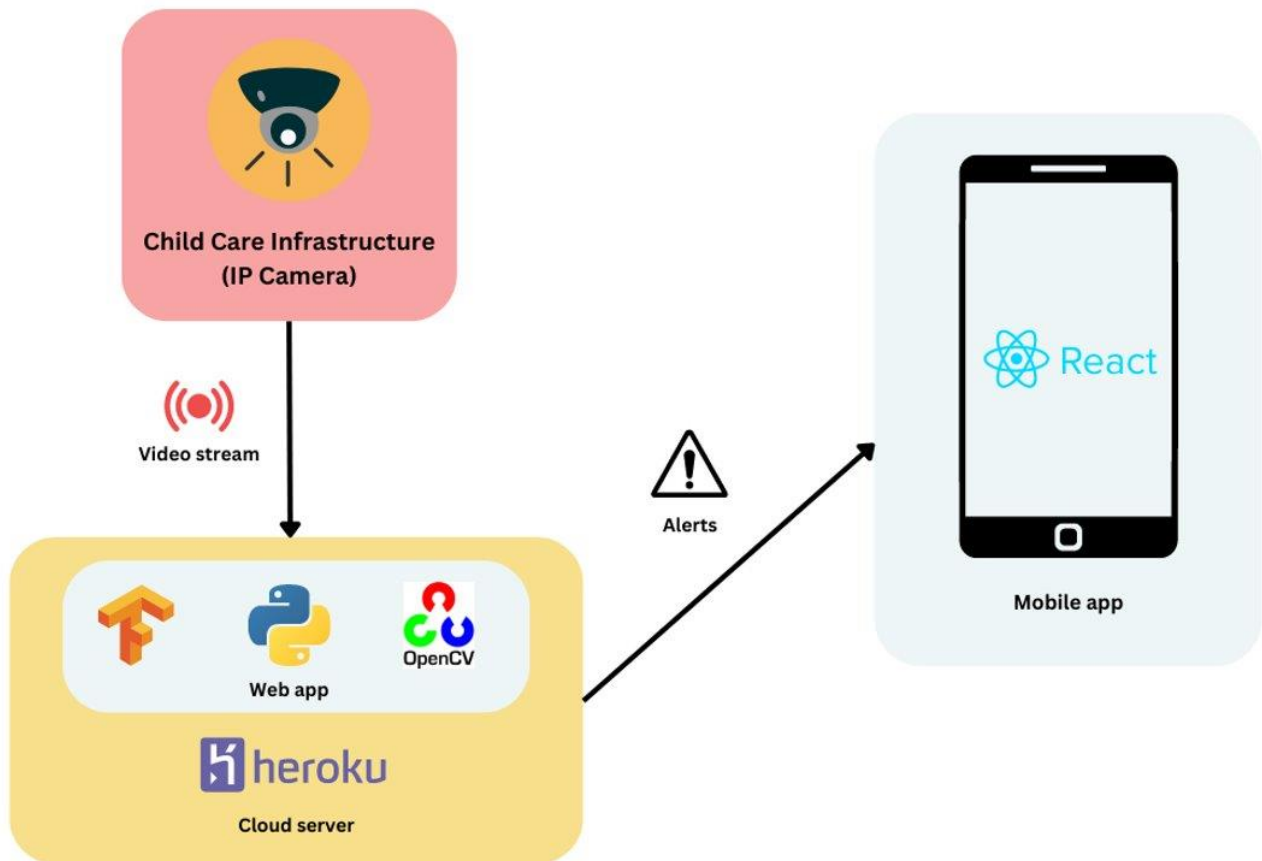 Child Care Infrastructure
(IP Camera)
Video stream
Alerts
React
Mobile app
OpenCV
Web app
heroku
Cloud server